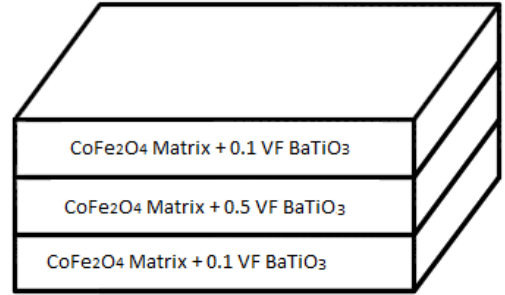 CoFe2O4 Matrix + 0.1 VF BaTiO3
CoFe2O4 Matrix + 0.5 VF BaTiO3
CoFe2O4 Matrix + 0.1 VF BaTiO3